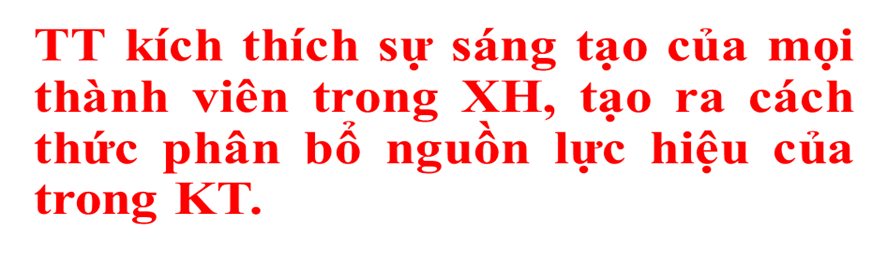 TT kích thích sự sáng tạo của mọi
thành viên trong XH, tạo ra cách
thức phân bổ nguồn lực hiệu của
trong KT.